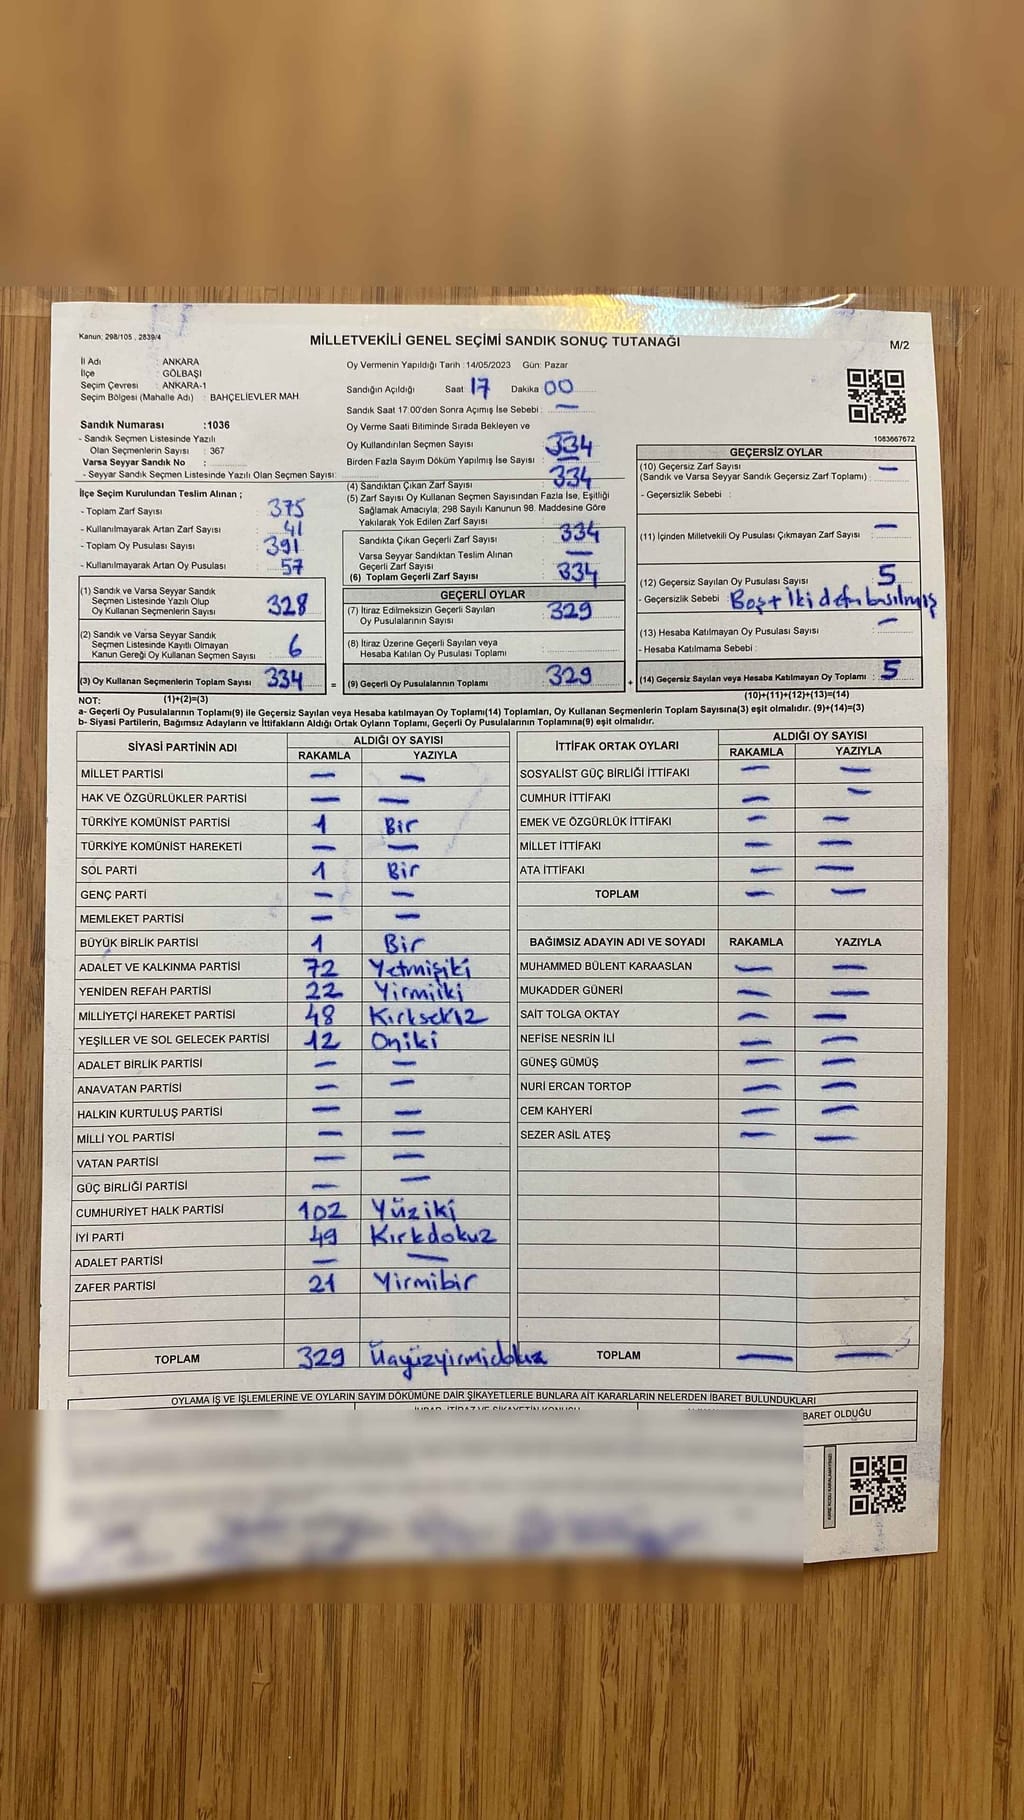 Kanun; 298/105 , 2839/4
MİLLETVEKİLİ GENEL SEÇİMİ SANDIK SONUÇ TUTANAĞI
M/2
İl Adı : ANKARA
İlçe : GÖLBAŞI
Seçim Çevresi : ANKARA-1
Seçim Bölgesi (Mahalle Adı) : BAHÇELİEVLER MAH.
Sandık Numarası :1036
- Sandık Seçmen Listesinde Yazılı
Olan Seçmenlerin Sayısı : 367
Varsa Seyyar Sandık No :
- Seyyar Sandık Seçmen Listesinde Yazılı Olan Seçmen Sayısı:
İlçe Seçim Kurulundan Teslim Alınan ;
- Toplam Zarf Sayısı : 375
- Kullanılmayarak Artan Zarf Sayısı : 41
- Toplam Oy Pusulası Sayısı : 391
- Kullanılmayarak Artan Oy Pusulası : 57
(1) Sandık ve Varsa Seyyar Sandık
Seçmen Listesinde Yazılı Olup
Oy Kullanan Seçmenlerin Sayısı : 328
(2) Sandık ve Varsa Seyyar Sandık
Seçmen Listesinde Kayıtlı Olmayan
Kanun Gereği Oy Kullanan Seçmen Sayısı : 6
(3) Oy Kullanan Seçmenlerin Toplam Sayısı : 334
Oy Vermenin Yapıldığı Tarih : 14/05/2023 Gün: Pazar
Sandığın Açıldığı Saat 17 Dakika 00
Sandık Saat 17:00'den Sonra Açımış İse Sebebi : —
Oy Verme Saati Bitiminde Sırada Bekleyen ve
Oy Kullandırılan Seçmen Sayısı : 334
Birden Fazla Sayım Döküm Yapılmış İse Sayısı :
(4) Sandıktan Çıkan Zarf Sayısı : 334
(5) Zarf Sayısı Oy Kullanan Seçmen Sayısından Fazla İse, Eşitliği
Sağlamak Amacıyla, 298 Sayılı Kanunun 98. Maddesine Göre
Yakılarak Yok Edilen Zarf Sayısı :
Sandıkta Çıkan Geçerli Zarf Sayısı : 334
Varsa Seyyar Sandıktan Teslim Alınan
Geçerli Zarf Sayısı : —
(6) Toplam Geçerli Zarf Sayısı : 334
GEÇERLİ OYLAR
(7) İtiraz Edilmeksizin Geçerli Sayılan
Oy Pusulalarının Sayısı : 329
(8) İtiraz Üzerine Geçerli Sayılan veya
Hesaba Katılan Oy Pusulası Toplamı :
= (9) Geçerli Oy Pusulalarının Toplamı : 329 +
1083667672
GEÇERSİZ OYLAR
(10) Geçersiz Zarf Sayısı
(Sandık ve Varsa Seyyar Sandık Geçersiz Zarf Toplamı) : —
- Geçersizlik Sebebi :
(11) İçinden Milletvekili Oy Pusulası Çıkmayan Zarf Sayısı : —
(12) Geçersiz Sayılan Oy Pusulası Sayısı : 5
- Geçersizlik Sebebi : Boş+iki defa basılmış
(13) Hesaba Katılmayan Oy Pusulası Sayısı : —
- Hesaba Katılmama Sebebi :
(14) Geçersiz Sayılan veya Hesaba Katılmayan Oy Toplamı : 5
NOT: (1)+(2)=(3) (10)+(11)+(12)+(13)=(14)
a- Geçerli Oy Pusulalarının Toplamı(9) ile Geçersiz Sayılan veya Hesaba katılmayan Oy Toplamı(14) Toplamları, Oy Kullanan Seçmenlerin Toplam Sayısına(3) eşit olmalıdır. (9)+(14)=(3)
b- Siyasi Partilerin, Bağımsız Adayların ve İttifakların Aldığı Ortak Oyların Toplamı, Geçerli Oy Pusulalarının Toplamına(9) eşit olmalıdır.
SİYASİ PARTİNİN ADI ALDIĞI OY SAYISI
RAKAMLA YAZIYLA
MİLLET PARTİSİ — —
HAK VE ÖZGÜRLÜKLER PARTİSİ — —
TÜRKİYE KOMÜNİST PARTİSİ 1 Bir
TÜRKİYE KOMÜNİST HAREKETİ — —
SOL PARTİ 1 Bir
GENÇ PARTİ — —
MEMLEKET PARTİSİ — —
BÜYÜK BİRLİK PARTİSİ 1 Bir
ADALET VE KALKINMA PARTİSİ 72 Yetmişiki
YENİDEN REFAH PARTİSİ 22 Yirmiiki
MİLLİYETÇİ HAREKET PARTİSİ 48 Kırksekiz
YEŞİLLER VE SOL GELECEK PARTİSİ 12 Oniki
ADALET BİRLİK PARTİSİ — —
ANAVATAN PARTİSİ — —
HALKIN KURTULUŞ PARTİSİ — —
MİLLİ YOL PARTİSİ — —
VATAN PARTİSİ — —
GÜÇ BİRLİĞİ PARTİSİ — —
CUMHURİYET HALK PARTİSİ 102 Yüziki
İYİ PARTİ 49 Kırkdokuz
ADALET PARTİSİ — —
ZAFER PARTİSİ 21 Yirmibir
TOPLAM 329 Üçyüzyirmidokuz
İTTİFAK ORTAK OYLARI ALDIĞI OY SAYISI
RAKAMLA YAZIYLA
SOSYALİST GÜÇ BİRLİĞİ İTTİFAKI — —
CUMHUR İTTİFAKI — —
EMEK VE ÖZGÜRLÜK İTTİFAKI — —
MİLLET İTTİFAKI — —
ATA İTTİFAKI — —
TOPLAM — —
BAĞIMSIZ ADAYIN ADI VE SOYADI RAKAMLA YAZIYLA
MUHAMMED BÜLENT KARAASLAN — —
MUKADDER GÜNERİ — —
SAİT TOLGA OKTAY — —
NEFİSE NESRİN İLİ — —
GÜNEŞ GÜMÜŞ — —
NURİ ERCAN TORTOP — —
CEM KAHYERİ — —
SEZER ASİL ATEŞ — —
TOPLAM — —
OYLAMA İŞ VE İŞLEMLERİNE VE OYLARIN SAYIM DÖKÜMÜNE DAİR ŞİKAYETLERLE BUNLARA AİT KARARLARIN NELERDEN İBARET BULUNDUKLARI
BARET OLDUĞU
KARE KODU KARALAMAYINIZ!